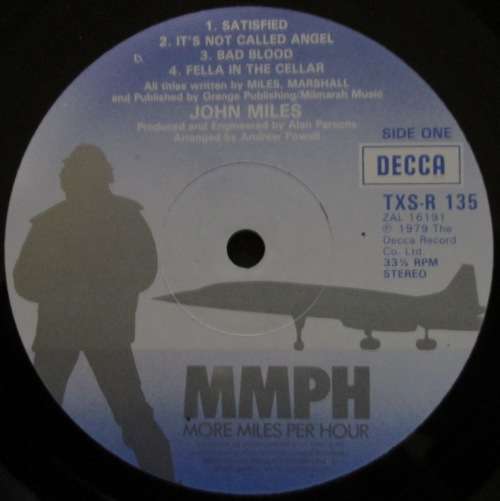 1. SATISFIED
2. IT'S NOT CALLED ANGEL
3. BAD BLOOD
4. FELLA IN THE CELLAR
All titles written by MILES, MARSHALL
and Published by Orange Publishing/Milmarsh Music
JOHN MILES
Produced and Engineered by Alan Parsons
Arranged by Andrew Powell
SIDE ONE
DECCA
TXS-R 135
ZAL 16191
℗ 1979 The
Decca Record
Co. Ltd.
33⅓ RPM
STEREO
MMPH
MORE MILES PER HOUR